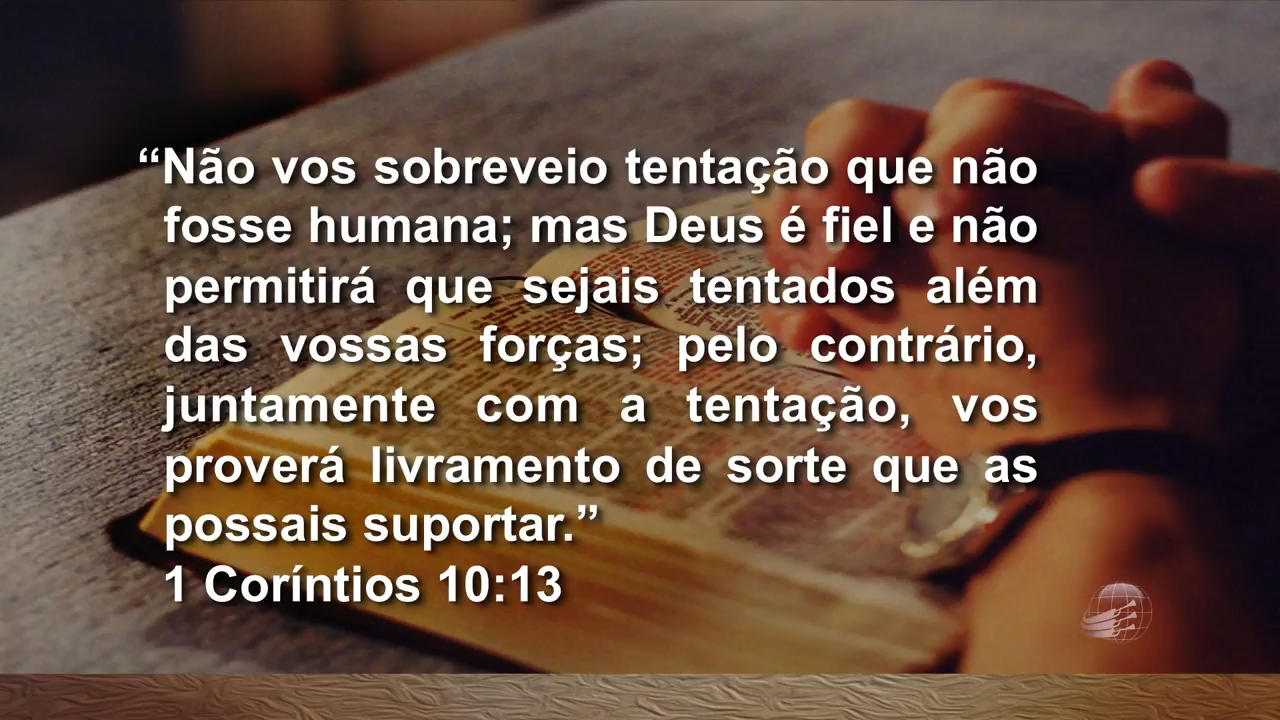 “Não vos sobreveio tentação que não
fosse humana; mas Deus é fiel e não
permitirá que sejais tentados além
das vossas forças; pelo contrário,
juntamente com a tentação, vos
proverá livramento de sorte que as
possais suportar.”
1 Coríntios 10:13